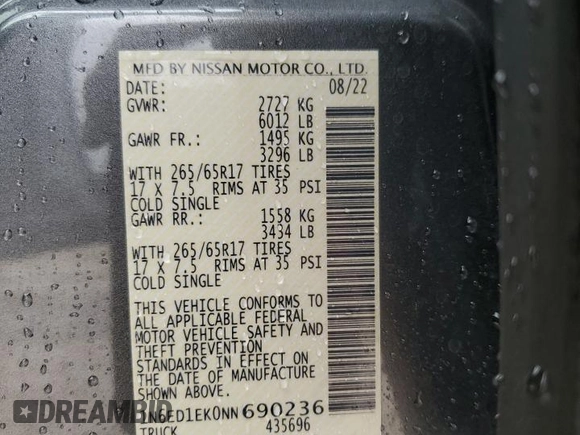 MFD BY NISSAN MOTOR CO., LTD.
DATE: 08/22
GVWR: 2727 KG
6012 LB
GAWR FR.: 1495 KG
3296 LB
WITH 265/65R17 TIRES
17 X 7.5 RIMS AT 35 PSI
COLD SINGLE
GAWR RR.: 1558 KG
3434 LB
WITH 265/65R17 TIRES
17 X 7.5 RIMS AT 35 PSI
COLD SINGLE
THIS VEHICLE CONFORMS TO
ALL APPLICABLE FEDERAL
MOTOR VEHICLE SAFETY AND
THEFT PREVENTION
STANDARDS IN EFFECT ON
THE DATE OF MANUFACTURE
SHOWN ABOVE.
1N6ED1EK0NN690236
TRUCK 435696
DREAMBID.COM